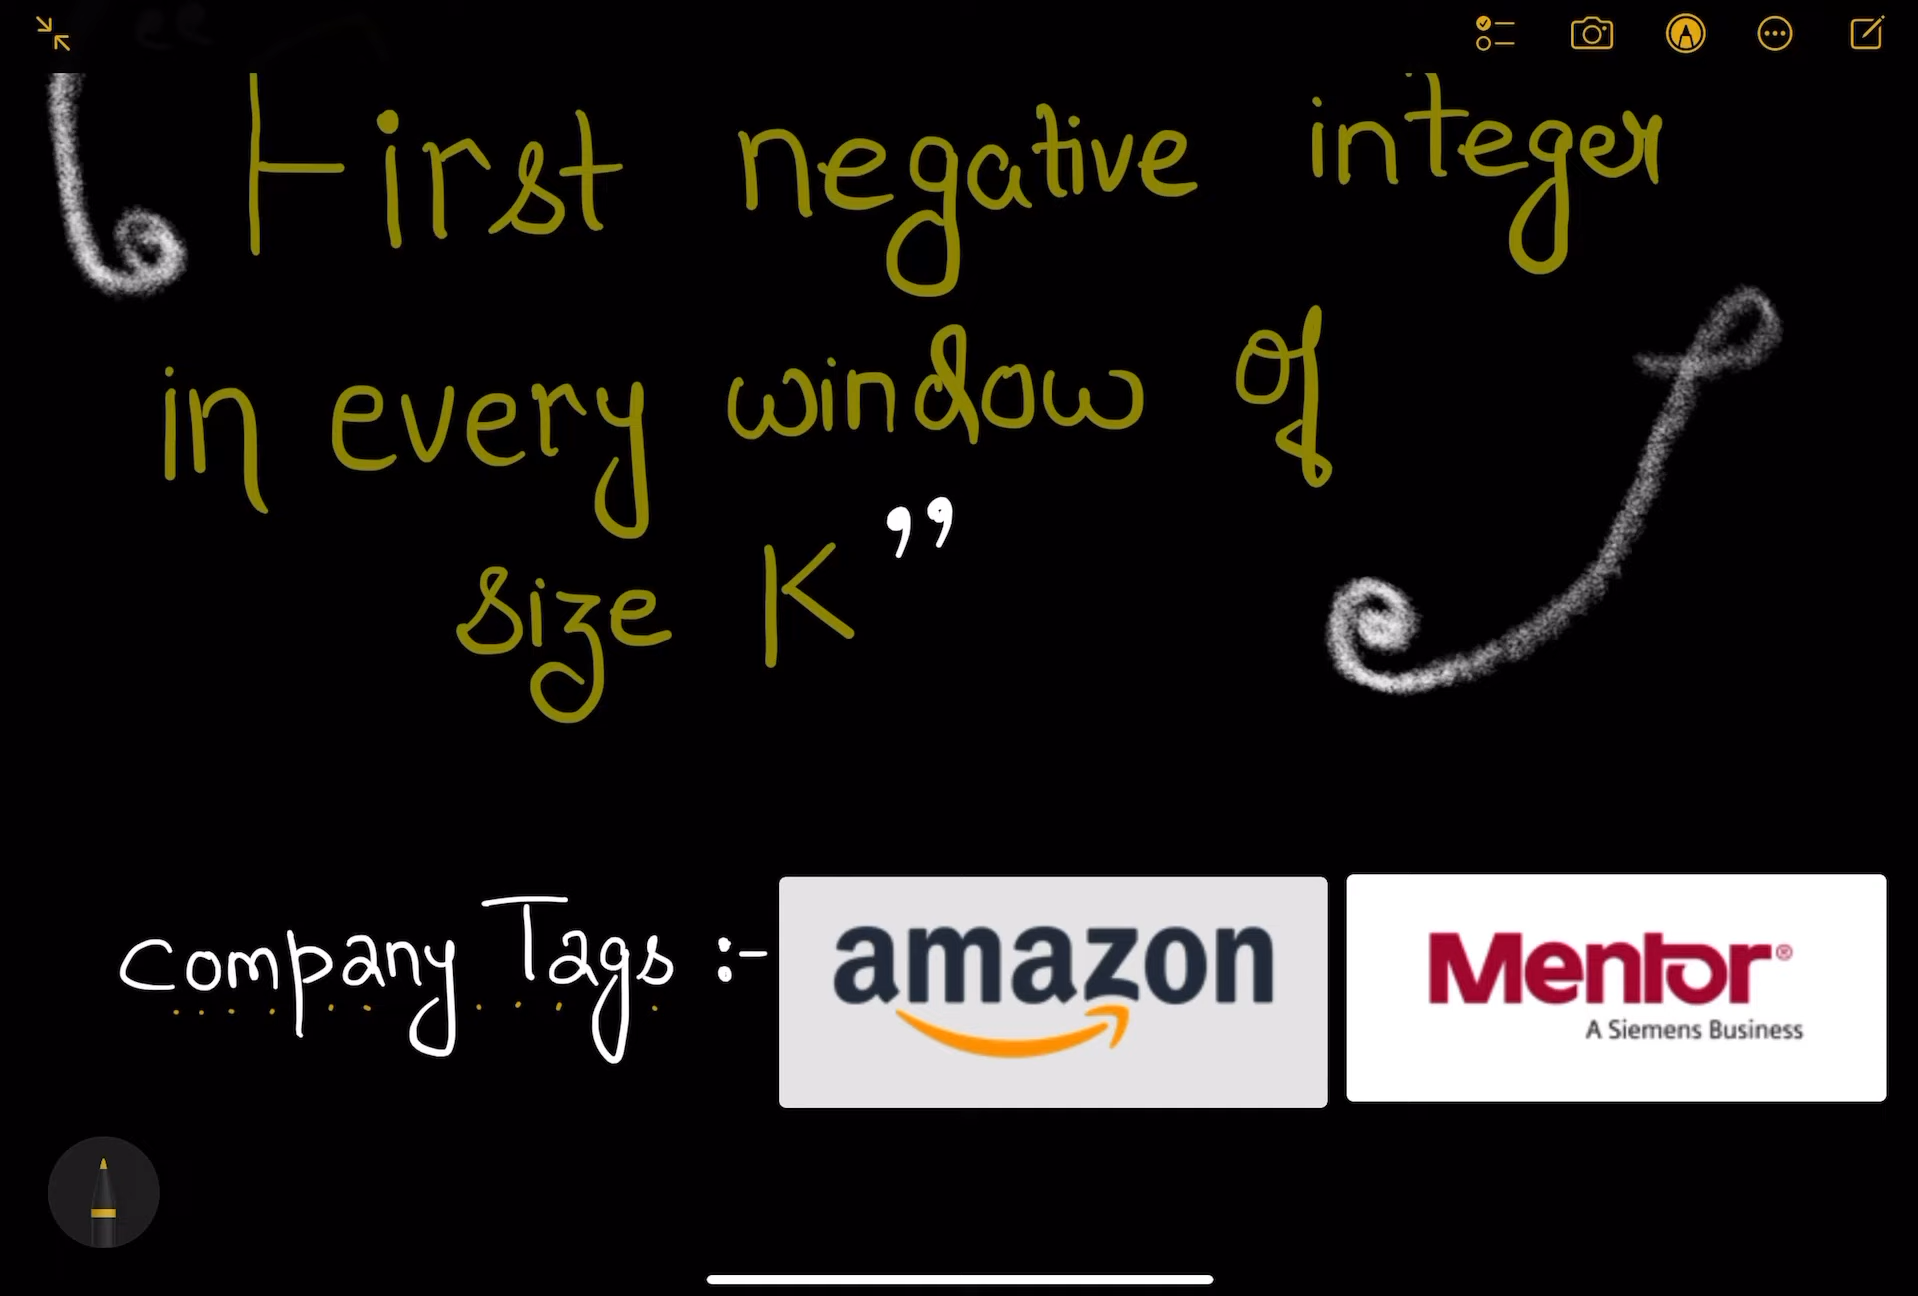 First negative integer
in every window of
size K”
Company Tags :-
amazon
Mentor®
A Siemens Business